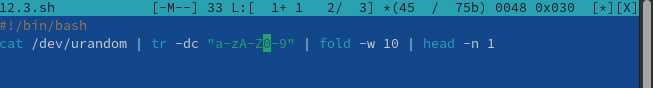 12.3.sh [-M--] 33 L:[ 1+ 1 2/ 3] *(45 / 75b) 0048 0x030 [*][X]
#!/bin/bash
cat /dev/urandom | tr -dc "a-zA-Z0-9" | fold -w 10 | head -n 1